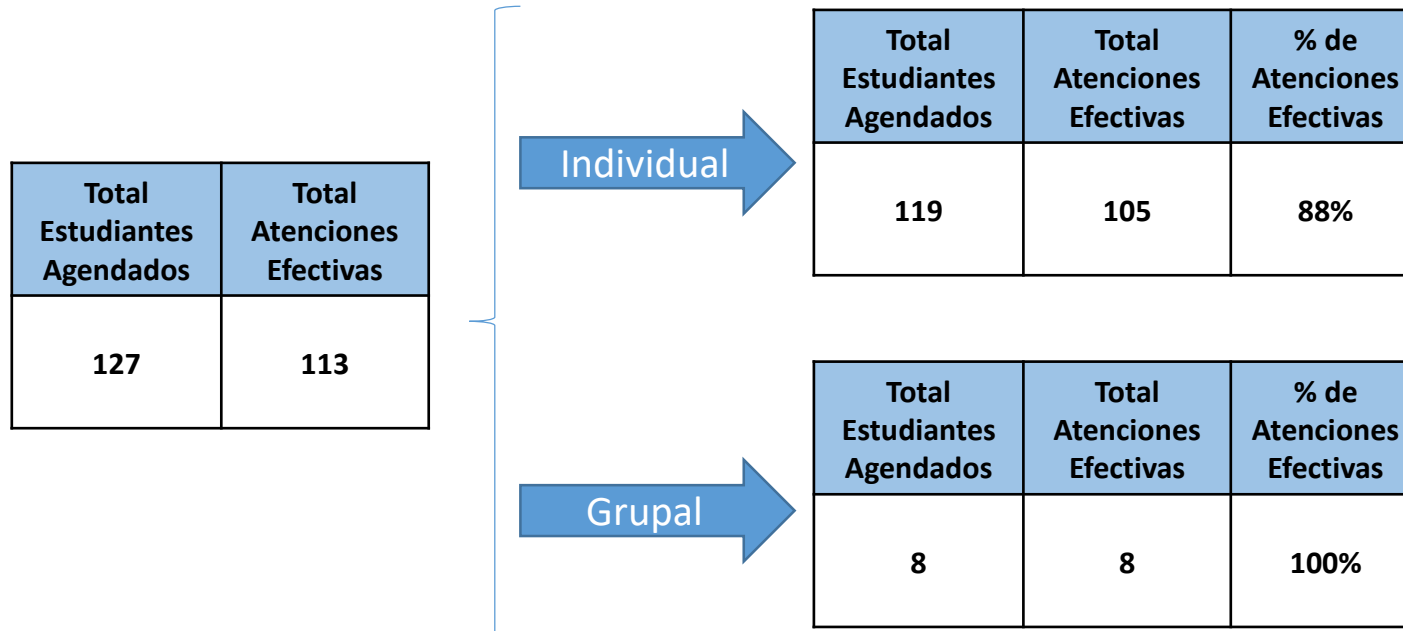 Total
Estudiantes
Agendados
Total
Atenciones
Efectivas
127
113
Individual
Total
Estudiantes
Agendados
Total
Atenciones
Efectivas
% de
Atenciones
Efectivas
119
105
88%
Grupal
Total
Estudiantes
Agendados
Total
Atenciones
Efectivas
% de
Atenciones
Efectivas
8
8
100%